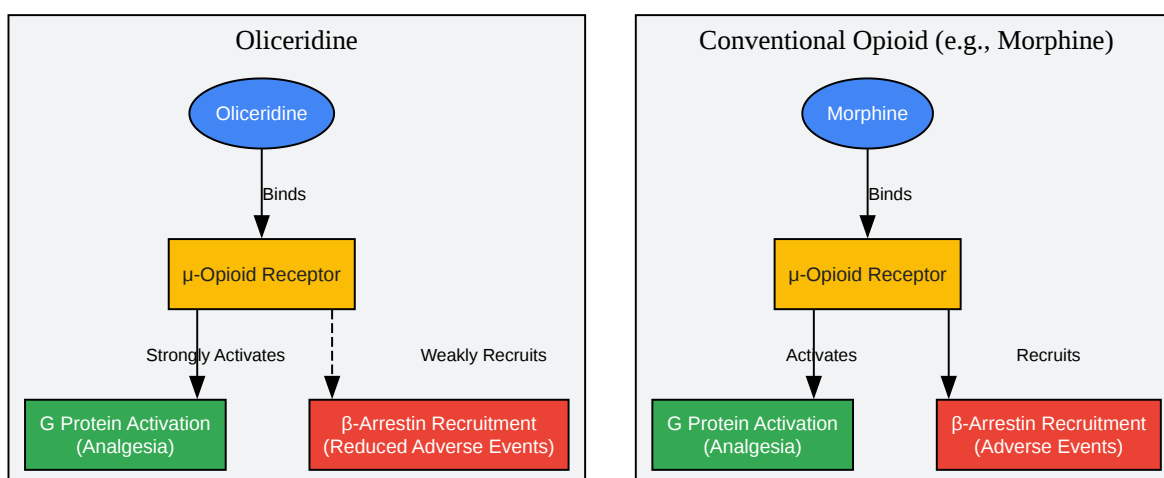 Oliceridine
Oliceridine
Binds
μ-Opioid Receptor
Strongly Activates
Weakly Recruits
G Protein Activation
(Analgesia)
β-Arrestin Recruitment
(Reduced Adverse Events)
Conventional Opioid (e.g., Morphine)
Morphine
Binds
μ-Opioid Receptor
Activates
Recruits
G Protein Activation
(Analgesia)
β-Arrestin Recruitment
(Adverse Events)